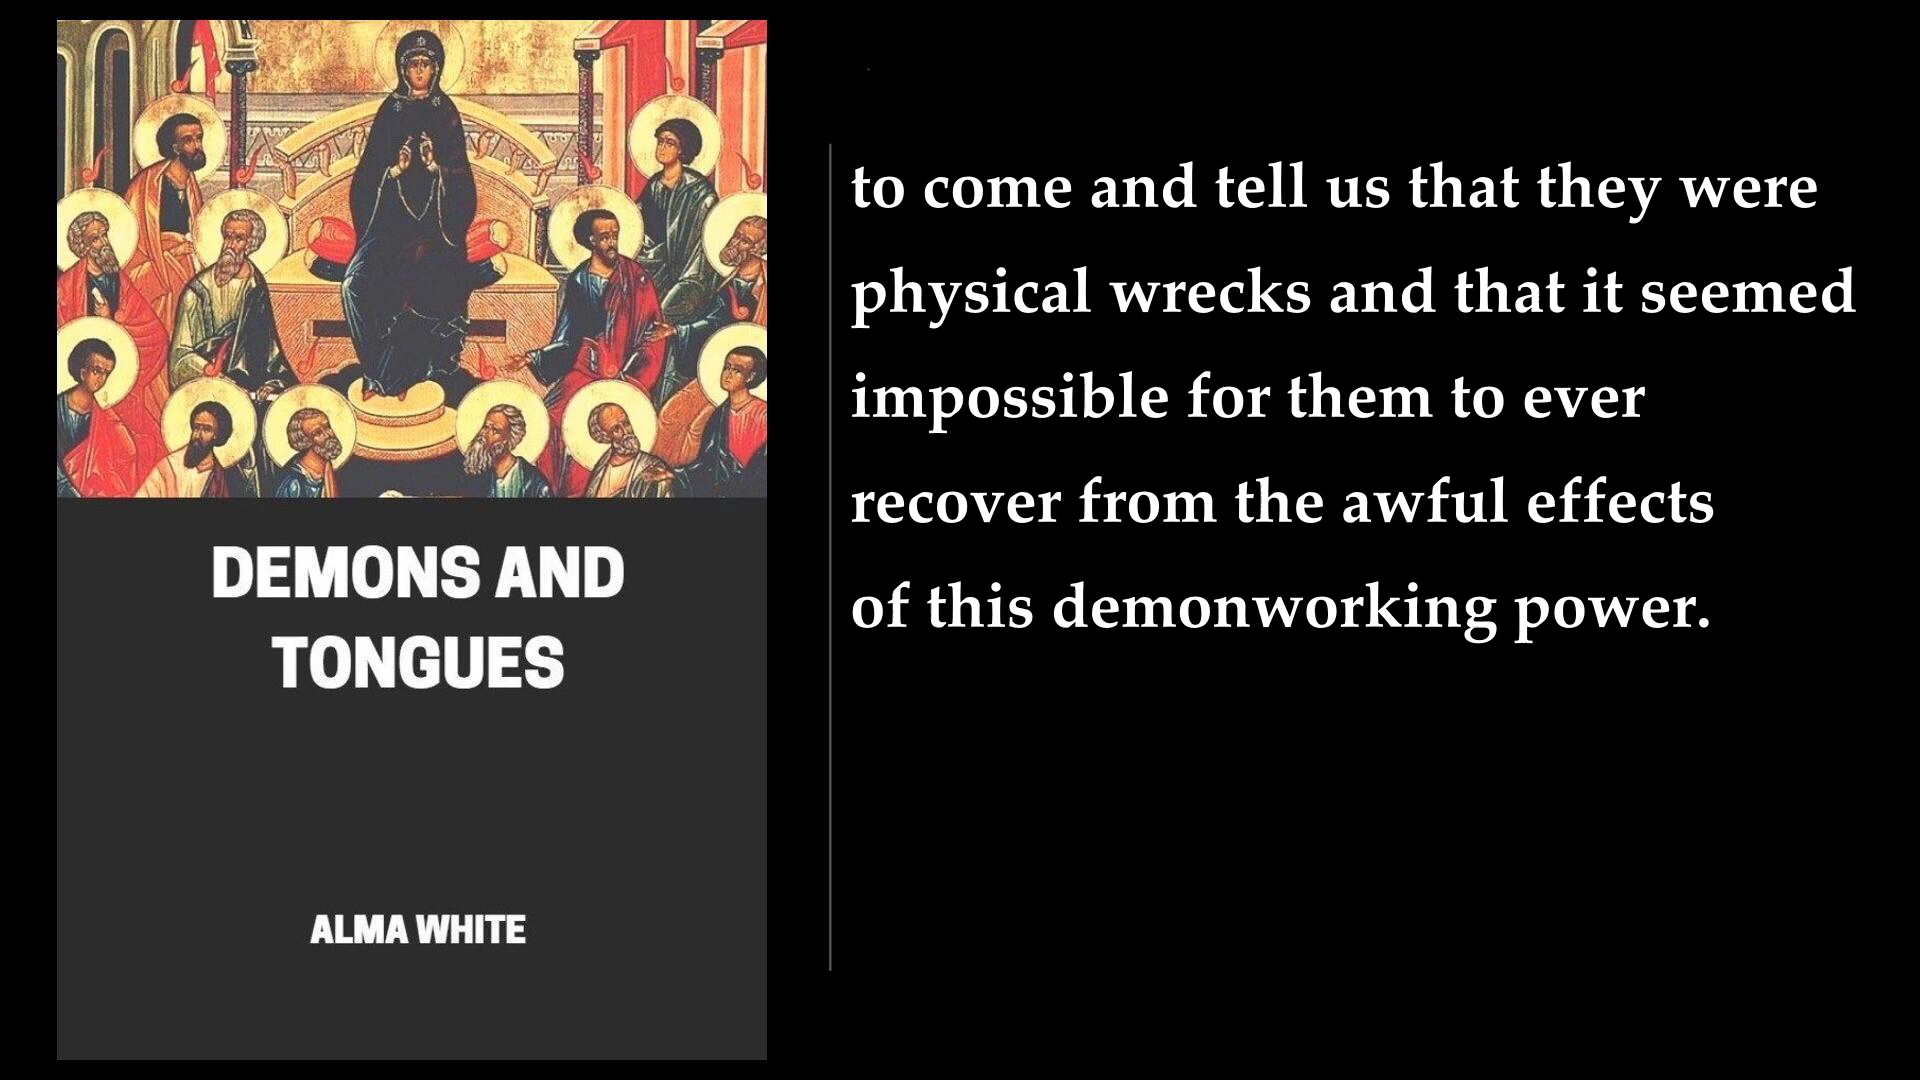 DEMONS AND
TONGUES
ALMA WHITE
to come and tell us that they were
physical wrecks and that it seemed
impossible for them to ever
recover from the awful effects
of this demonworking power.